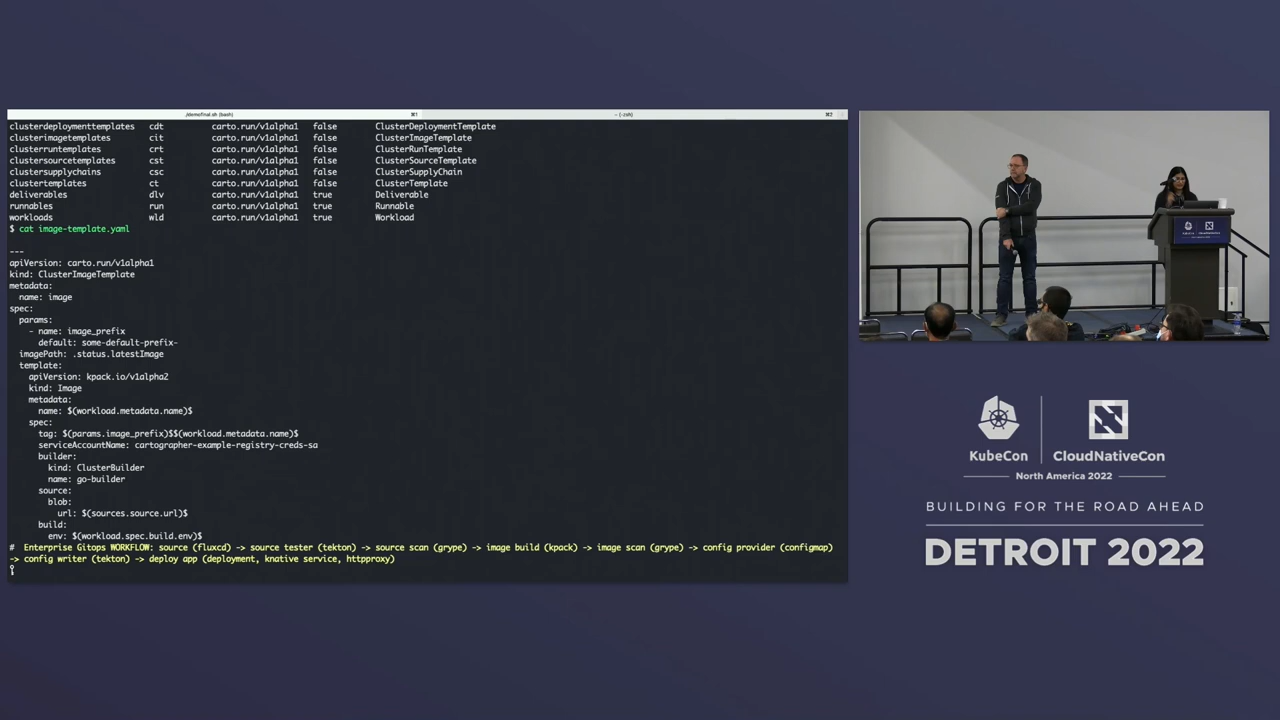 ./demofinal.sh (bash)
⌘1
~ (-zsh)
⌘2
clusterdeploymenttemplates cdt carto.run/v1alpha1 false ClusterDeploymentTemplate
clusterimagetemplates cit carto.run/v1alpha1 false ClusterImageTemplate
clusterruntemplates crt carto.run/v1alpha1 false ClusterRunTemplate
clustersourcetemplates cst carto.run/v1alpha1 false ClusterSourceTemplate
clustersupplychains csc carto.run/v1alpha1 false ClusterSupplyChain
clustertemplates ct carto.run/v1alpha1 false ClusterTemplate
deliverables dlv carto.run/v1alpha1 true Deliverable
runnables run carto.run/v1alpha1 true Runnable
workloads wld carto.run/v1alpha1 true Workload
$ cat image-template.yaml
---
apiVersion: carto.run/v1alpha1
kind: ClusterImageTemplate
metadata:
  name: image
spec:
  params:
    - name: image_prefix
      default: some-default-prefix-
  imagePath: .status.latestImage
  template:
    apiVersion: kpack.io/v1alpha2
    kind: Image
    metadata:
      name: $(workload.metadata.name)$
    spec:
      tag: $(params.image_prefix)$$(workload.metadata.name)$
      serviceAccountName: cartographer-example-registry-creds-sa
      builder:
        kind: ClusterBuilder
        name: go-builder
      source:
        blob:
          url: $(sources.source.url)$
      build:
        env: $(workload.spec.build.env)$
#  Enterprise Gitops WORKFLOW: source (fluxcd) -> source tester (tekton) -> source scan (grype) -> image build (kpack) -> image scan (grype) -> config provider (configmap)
-> config writer (tekton) -> deploy app (deployment, knative service, httpproxy)
KubeCon
CloudNativeCon
North America 2022
BUILDING FOR THE ROAD AHEAD
DETROIT 2022